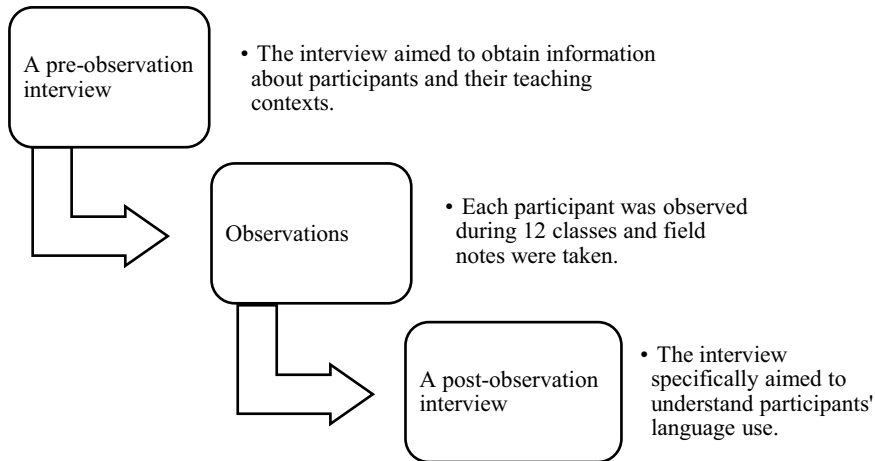 A pre-observation
interview
• The interview aimed to obtain information
about participants and their teaching
contexts.
Observations
• Each participant was observed
during 12 classes and field
notes were taken.
A post-observation
interview
• The interview
specifically aimed to
understand participants'
language use.